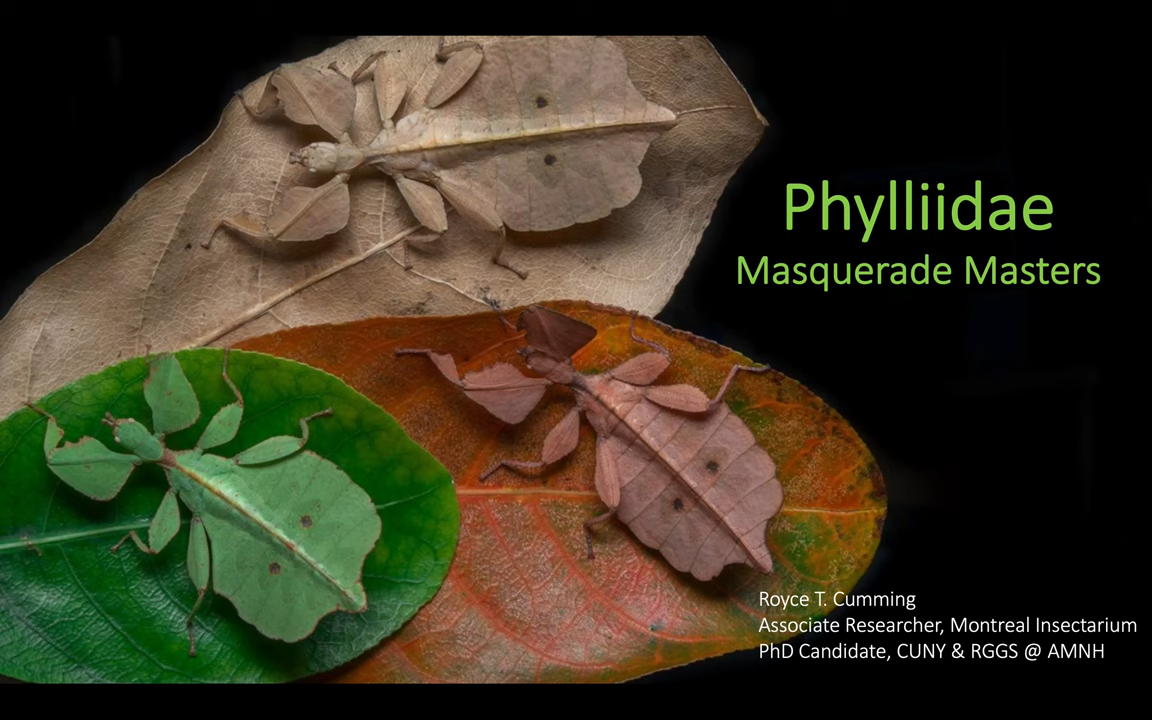 Phylliidae
Masquerade Masters
Royce T. Cumming
Associate Researcher, Montreal Insectarium
PhD Candidate, CUNY & RGGS @ AMNH